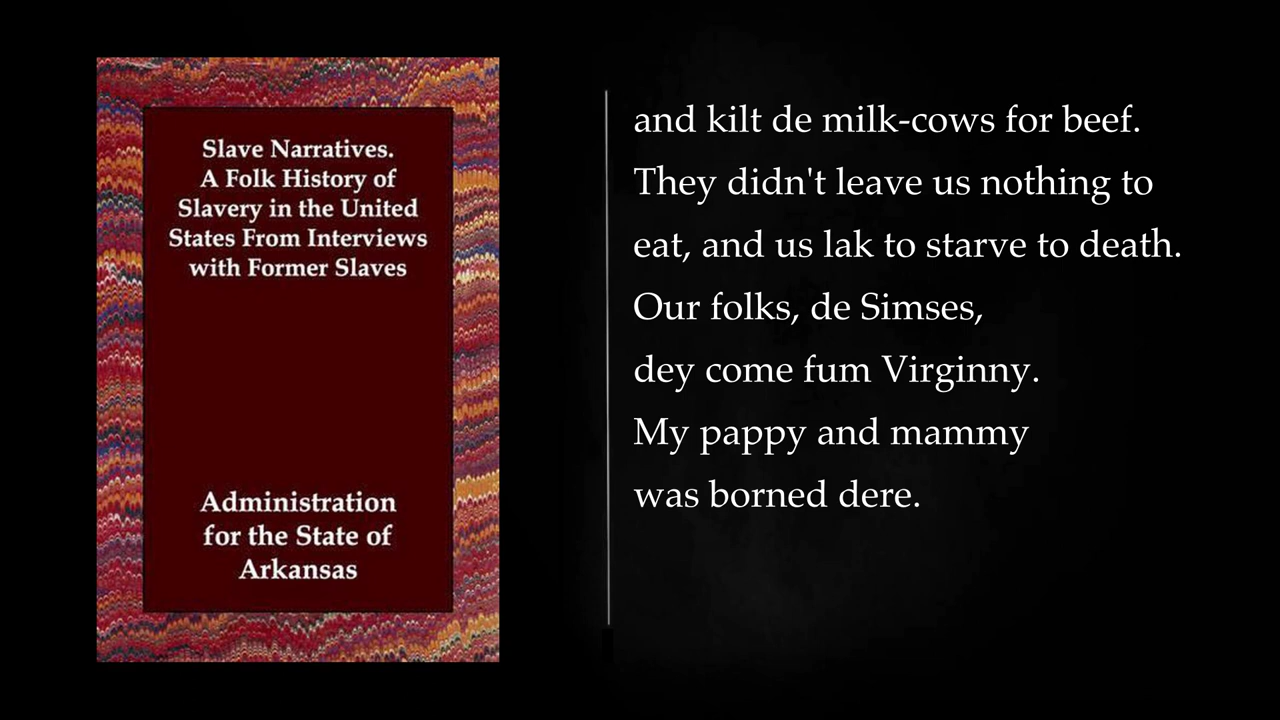 Slave Narratives.
A Folk History of
Slavery in the United
States From Interviews
with Former Slaves
Administration
for the State of
Arkansas
and kilt de milk-cows for beef.
They didn't leave us nothing to
eat, and us lak to starve to death.
Our folks, de Simses,
dey come fum Virginny.
My pappy and mammy
was borned dere.